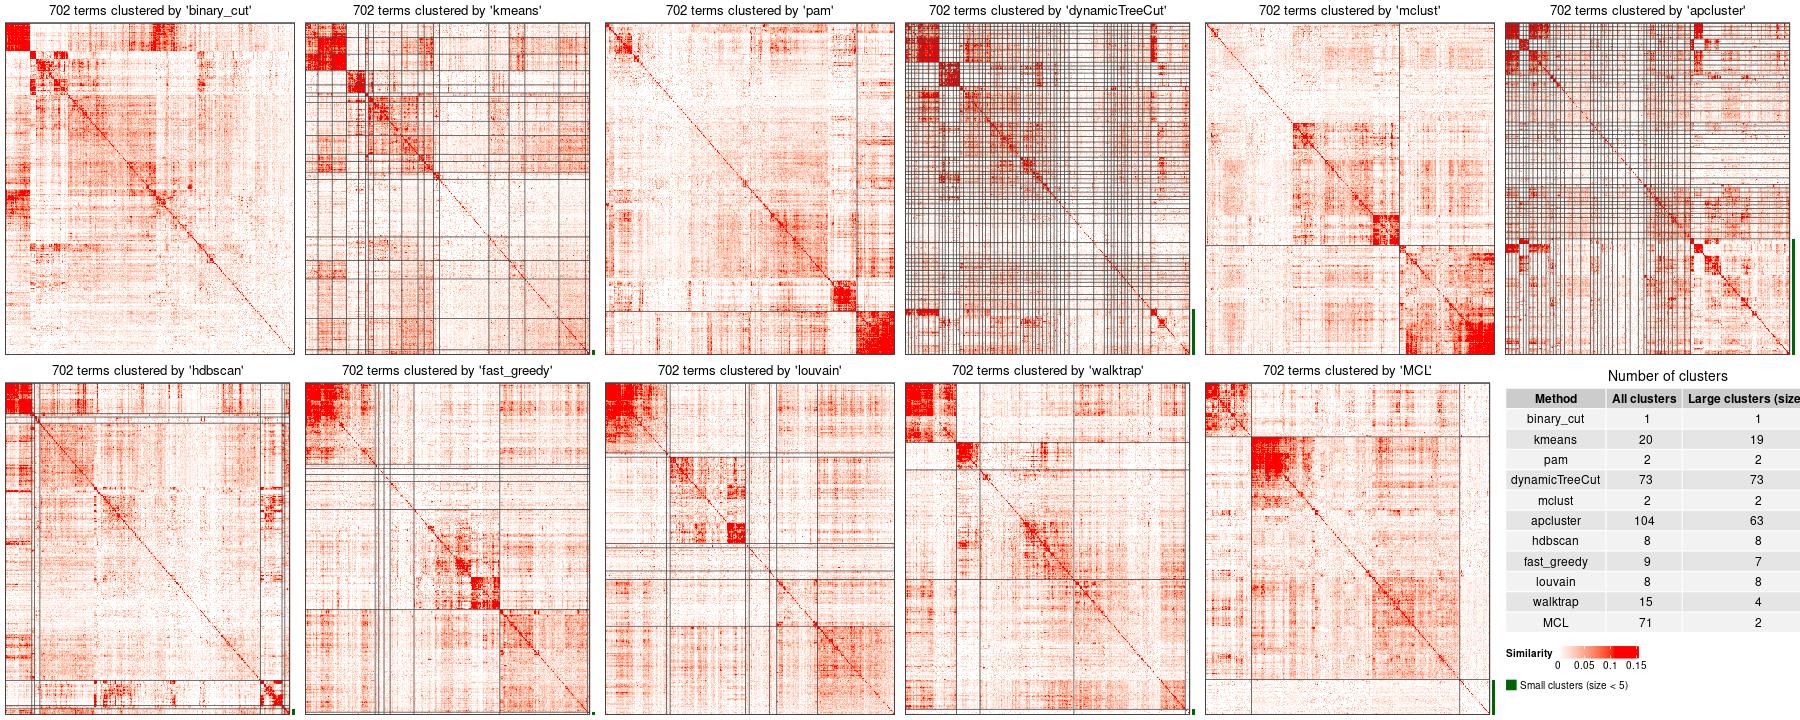 702 terms clustered by 'binary_cut'
702 terms clustered by 'kmeans'
702 terms clustered by 'pam'
702 terms clustered by 'dynamicTreeCut'
702 terms clustered by 'mclust'
702 terms clustered by 'apcluster'
702 terms clustered by 'hdbscan'
702 terms clustered by 'fast_greedy'
702 terms clustered by 'louvain'
702 terms clustered by 'walktrap'
702 terms clustered by 'MCL'
Number of clusters
Method All clusters Large clusters (size
binary_cut 1 1
kmeans 20 19
pam 2 2
dynamicTreeCut 73 73
mclust 2 2
apcluster 104 63
hdbscan 8 8
fast_greedy 9 7
louvain 8 8
walktrap 15 4
MCL 71 2
Similarity
0 0.05 0.1 0.15
Small clusters (size < 5)